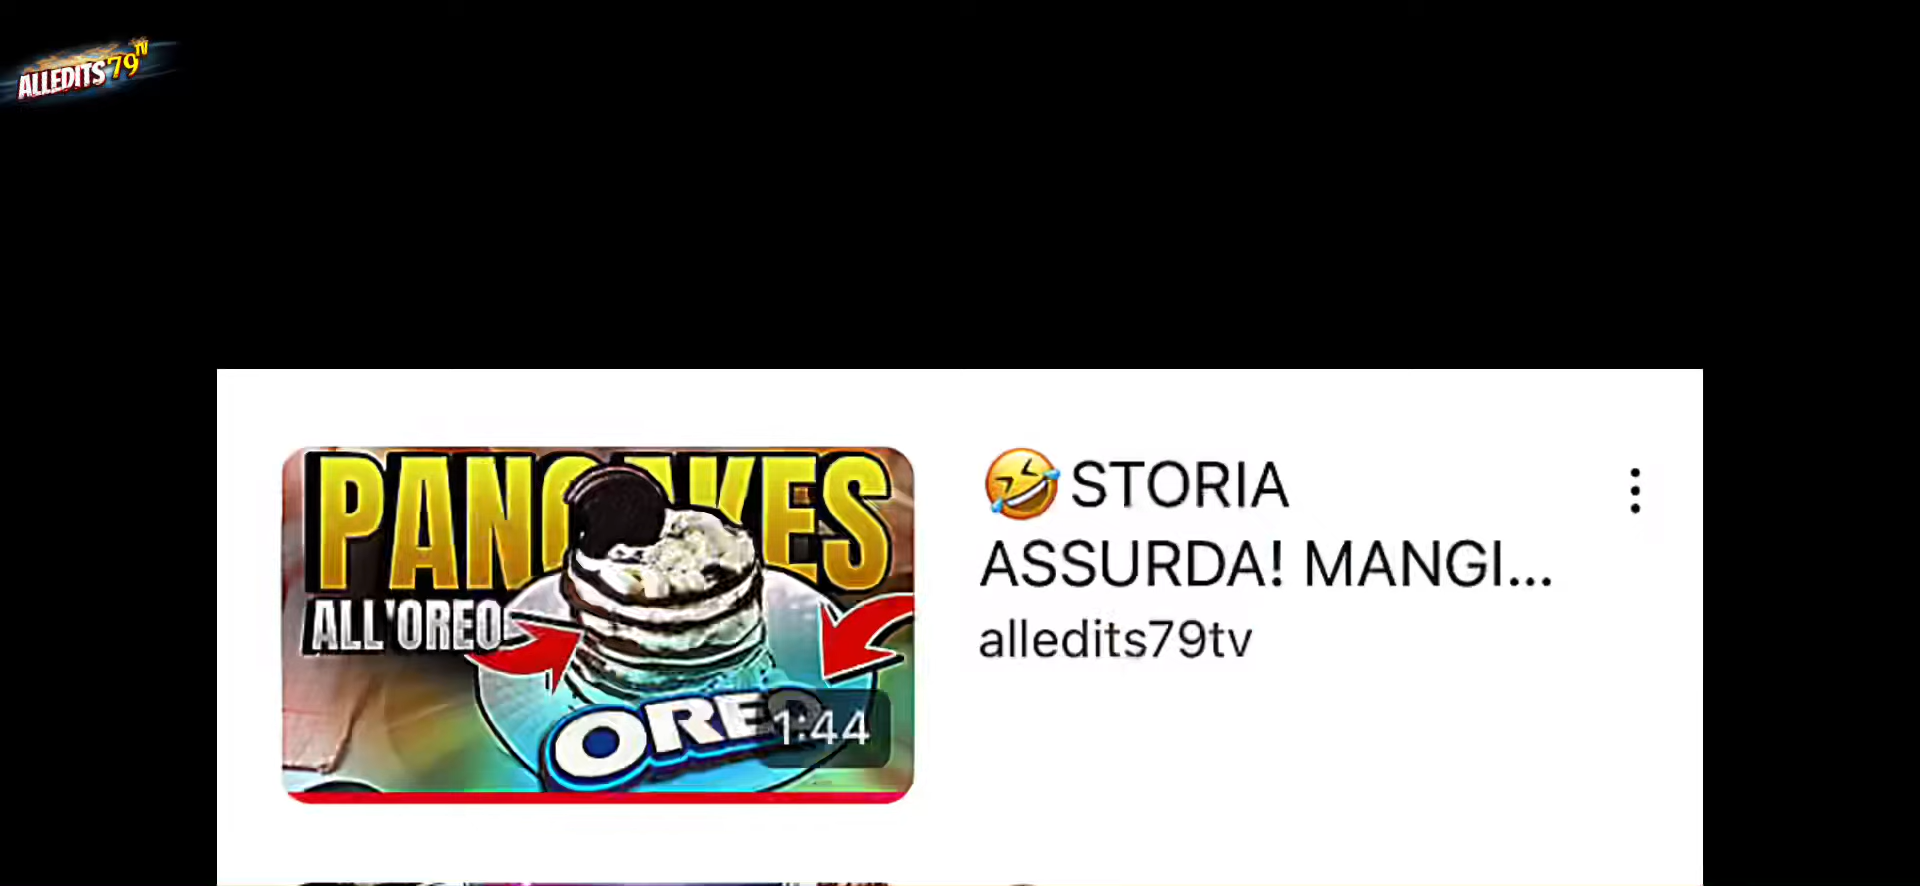 ALLEDITS79TV
PANCAKES
ALL'OREO
OREO
1:44
🤣STORIA
ASSURDA! MANGI...
alledits79tv